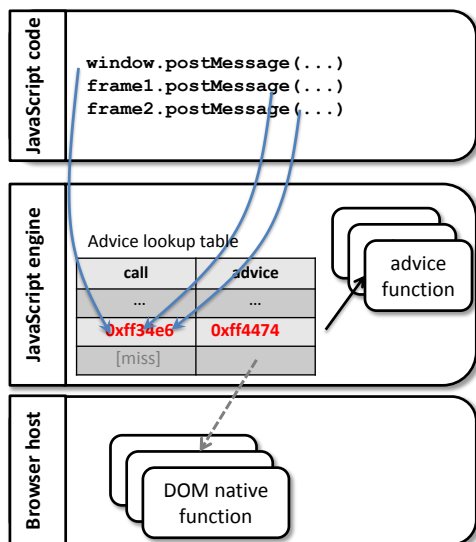 JavaScript code
window.postMessage(...)
frame1.postMessage(...)
frame2.postMessage(...)
JavaScript engine
Advice lookup table
call advice
... ...
0xff34e6 0xff4474
[miss]
advice
function
Browser host
DOM native
function